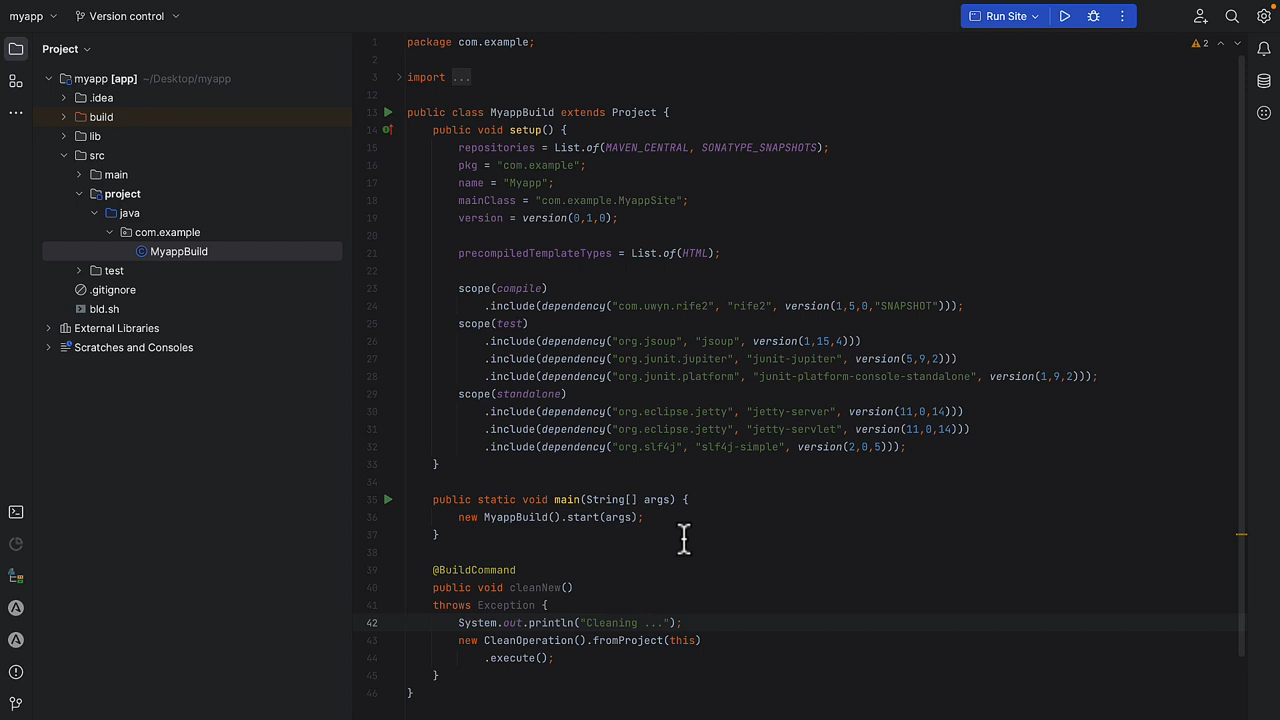 myapp Version control Run Site
Project
myapp [app] ~/Desktop/myapp
.idea
build
lib
src
main
project
java
com.example
MyappBuild
test
.gitignore
bld.sh
External Libraries
Scratches and Consoles
2
1 package com.example;
2
3 import ...
12
13 public class MyappBuild extends Project {
14 public void setup() {
15 repositories = List.of(MAVEN_CENTRAL, SONATYPE_SNAPSHOTS);
16 pkg = "com.example";
17 name = "Myapp";
18 mainClass = "com.example.MyappSite";
19 version = version(0,1,0);
20
21 precompiledTemplateTypes = List.of(HTML);
22
23 scope(compile)
24 .include(dependency("com.uwyn.rife2", "rife2", version(1,5,0,"SNAPSHOT")));
25 scope(test)
26 .include(dependency("org.jsoup", "jsoup", version(1,15,4)))
27 .include(dependency("org.junit.jupiter", "junit-jupiter", version(5,9,2)))
28 .include(dependency("org.junit.platform", "junit-platform-console-standalone", version(1,9,2)));
29 scope(standalone)
30 .include(dependency("org.eclipse.jetty", "jetty-server", version(11,0,14)))
31 .include(dependency("org.eclipse.jetty", "jetty-servlet", version(11,0,14)))
32 .include(dependency("org.slf4j", "slf4j-simple", version(2,0,5)));
33 }
34
35 public static void main(String[] args) {
36 new MyappBuild().start(args);
37 }
38
39 @BuildCommand
40 public void cleanNew()
41 throws Exception {
42 System.out.println("Cleaning ...");
43 new CleanOperation().fromProject(this)
44 .execute();
45 }
46 }